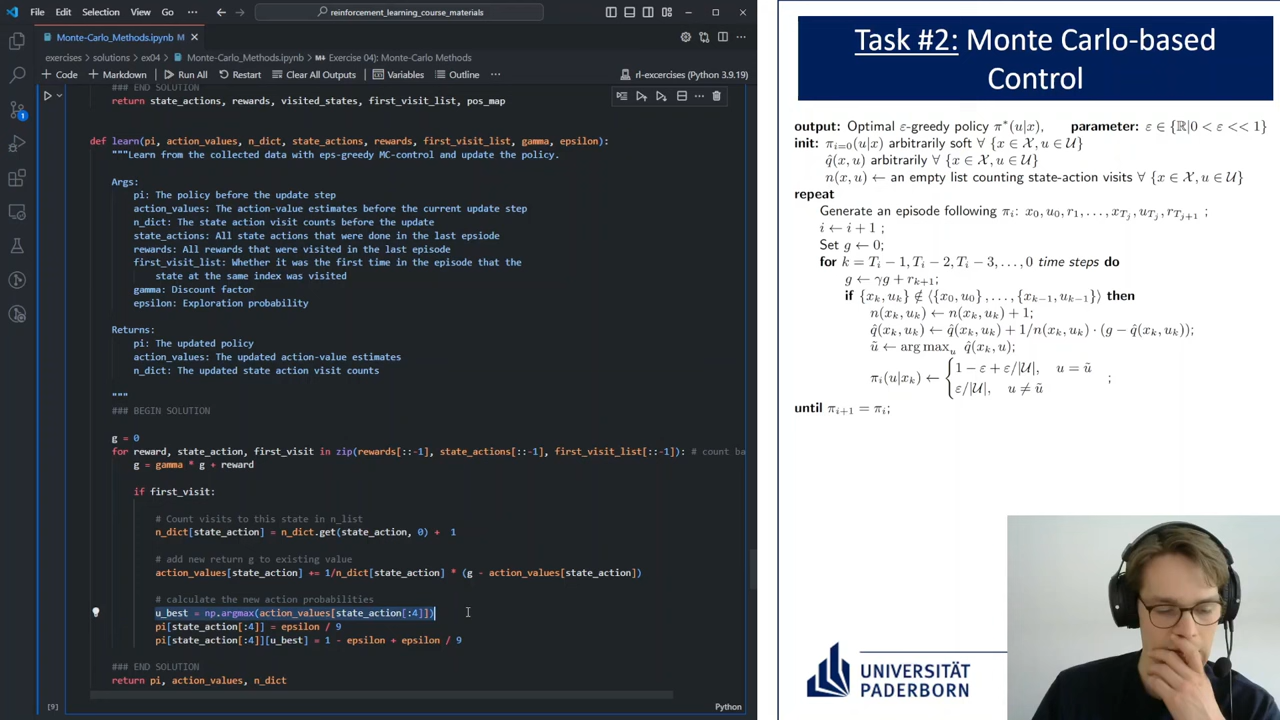 File Edit Selection View Go ··· reinforcement_learning_course_materials
Monte-Carlo_Methods.ipynb M
exercises > solutions > ex04 > Monte-Carlo_Methods.ipynb > Exercise 04): Monte-Carlo Methods
+ Code + Markdown Run All Restart Clear All Outputs Variables Outline ··· rl-excercises (Python 3.9.19)
### END SOLUTION
return state_actions, rewards, visited_states, first_visit_list, pos_map
def learn(pi, action_values, n_dict, state_actions, rewards, first_visit_list, gamma, epsilon):
"""Learn from the collected data with eps-greedy MC-control and update the policy.
Args:
pi: The policy before the update step
action_values: The action-value estimates before the current update step
n_dict: The state action visit counts before the update
state_actions: All state actions that were done in the last epsiode
rewards: All rewards that were visited in the last episode
first_visit_list: Whether it was the first time in the episode that the
state at the same index was visited
gamma: Discount factor
epsilon: Exploration probability
Returns:
pi: The updated policy
action_values: The updated action-value estimates
n_dict: The updated state action visit counts
"""
### BEGIN SOLUTION
g = 0
for reward, state_action, first_visit in zip(rewards[::-1], state_actions[::-1], first_visit_list[::-1]): # count ba
g = gamma * g + reward
if first_visit:
# Count visits to this state in n_list
n_dict[state_action] = n_dict.get(state_action, 0) + 1
# add new return g to existing value
action_values[state_action] += 1/n_dict[state_action] * (g - action_values[state_action])
# calculate the new action probabilities
u_best = np.argmax(action_values[state_action[:4]])
pi[state_action[:4]] = epsilon / 9
pi[state_action[:4]][u_best] = 1 - epsilon + epsilon / 9
### END SOLUTION
return pi, action_values, n_dict
[9]
Python
1
Task #2: Monte Carlo-based
Control
output: Optimal ε-greedy policy π*(u|x), parameter: ε ∈ {ℝ|0 < ε << 1}
init: π_{i=0}(u|x) arbitrarily soft ∀ {x ∈ 𝒳, u ∈ 𝒰}
q̂(x, u) arbitrarily ∀ {x ∈ 𝒳, u ∈ 𝒰}
n(x, u) ← an empty list counting state-action visits ∀ {x ∈ 𝒳, u ∈ 𝒰}
repeat
Generate an episode following π_i: x_0, u_0, r_1, . . . , x_{T_j}, u_{T_j}, r_{T_j+1} ;
i ← i + 1 ;
Set g ← 0;
for k = T_i − 1, T_i − 2, T_i − 3, . . . , 0 time steps do
g ← γg + r_{k+1};
if {x_k, u_k} ∉ ⟨{x_0, u_0} , . . . , {x_{k−1}, u_{k−1}}⟩ then
n(x_k, u_k) ← n(x_k, u_k) + 1;
q̂(x_k, u_k) ← q̂(x_k, u_k) + 1/n(x_k, u_k) · (g − q̂(x_k, u_k));
ũ ← arg max_u q̂(x_k, u);
π_i(u|x_k) ← { 1 − ε + ε/|𝒰|, u = ũ
ε/|𝒰|, u ≠ ũ ;
until π_{i+1} = π_i;
UNIVERSITÄT
PADERBORN